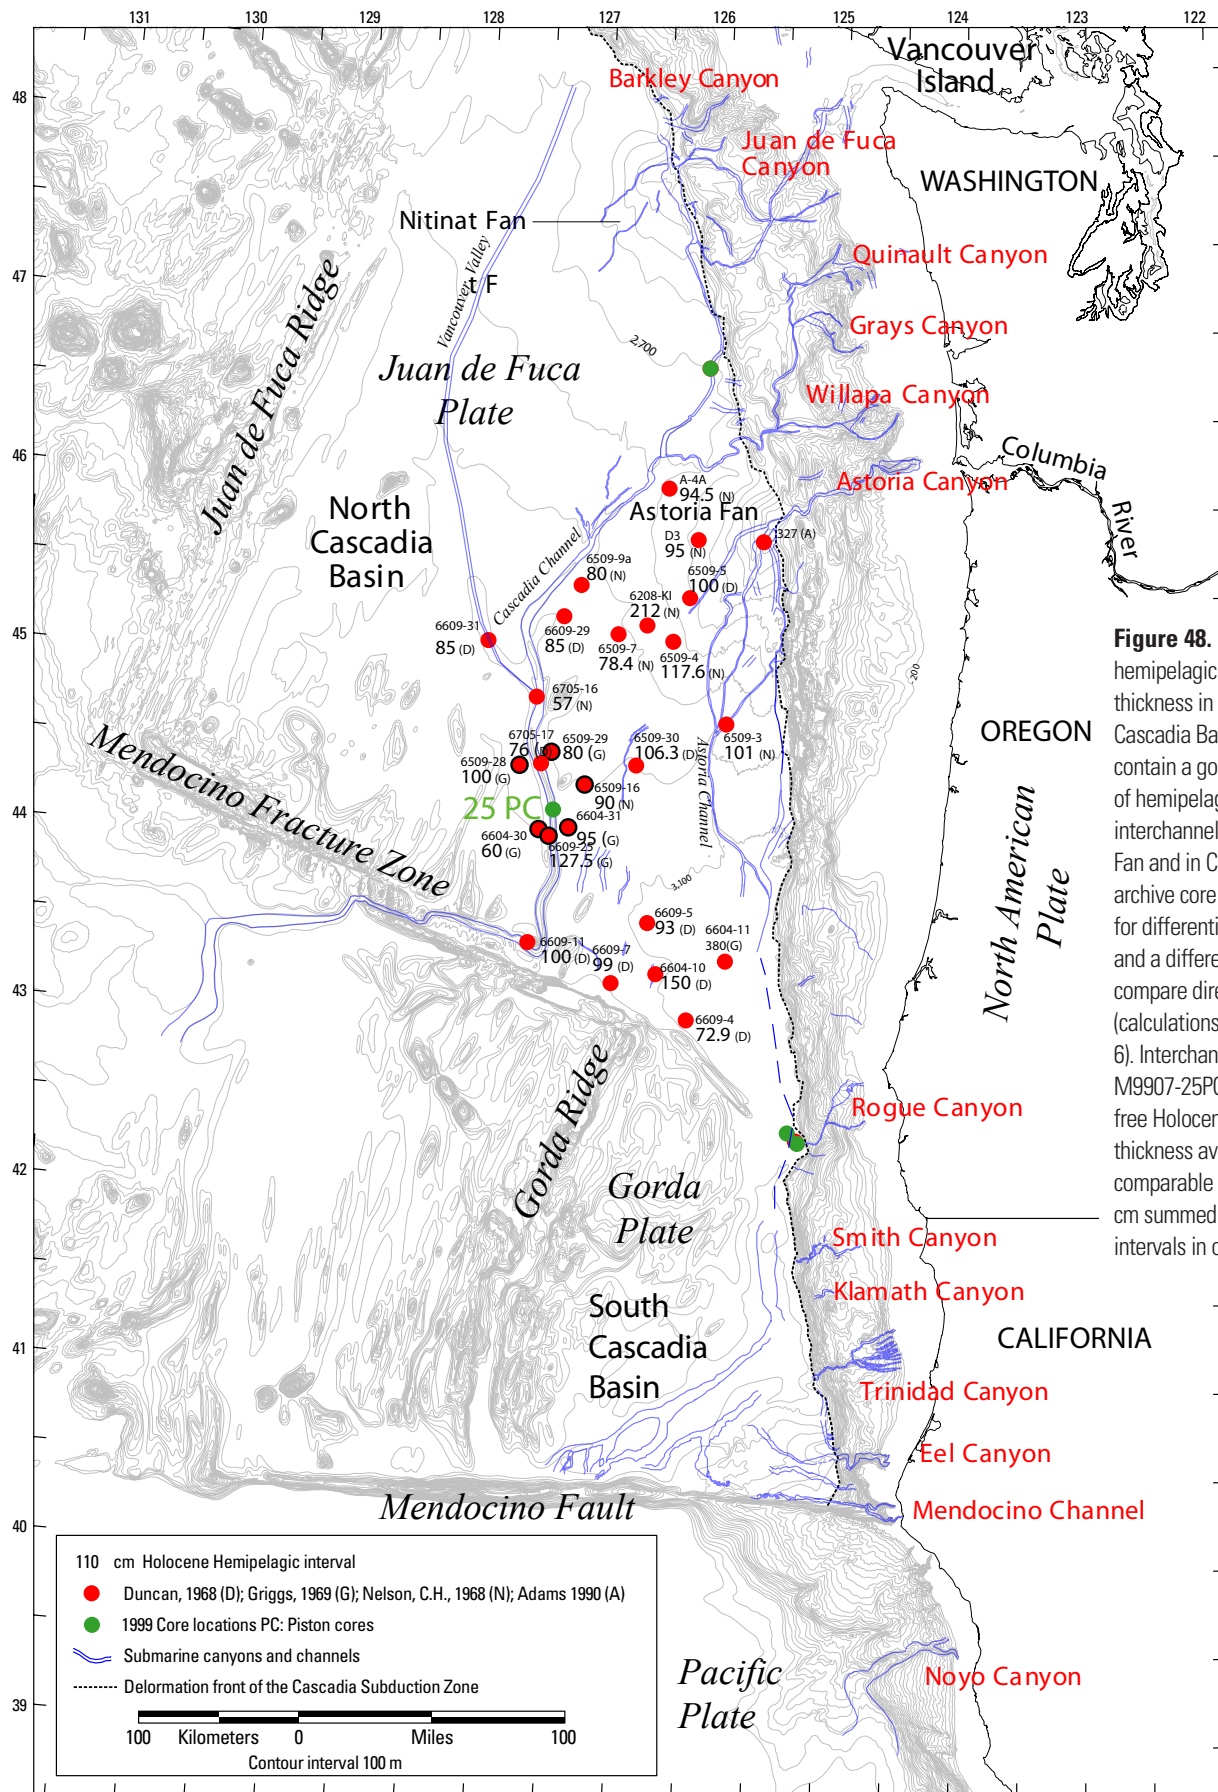 131 130 129 128 127 126 125 124 123 122
48
47
46
45
44
43
42
41
40
39
Vancouver
Island
Barkley Canyon
Juan de Fuca
Canyon
WASHINGTON
Nitinat Fan
t F
Vancouver Valley
Quinault Canyon
Grays Canyon
Juan de Fuca Ridge
2,700
Juan de Fuca
Plate
Willapa Canyon
Columbia
River
Astoria Canyon
North
Cascadia
Basin
A-4A
94.5 (N)
Astoria Fan
D3
95 (N)
327 (A)
Cascadia Channel
6509-9a
80 (N)
6509-5
100 (D)
6208-KI
212 (N)
6609-31
85 (D)
6609-29
85 (D)
6509-7
78.4 (N)
6509-4
117.6 (N)
200
6705-16
57 (N)
6705-17
76 (D)
6509-29
80 (G)
6509-30
106.3 (D)
6509-3
101 (N)
OREGON
Mendocino Fracture Zone
6509-28
100 (G)
6509-16
90 (N)
Astoria Channel
25 PC
6604-31
95 (G)
6604-30
60 (G)
6609-25
127.5 (G)
North American
Plate
3,100
6609-5
93 (D)
6604-11
380(G)
6609-11
100 (D)
6609-7
99 (D)
6604-10
150 (D)
6609-4
72.9 (D)
Gorda Ridge
Rogue Canyon
Gorda
Plate
Smith Canyon
Klamath Canyon
South
Cascadia
Basin
CALIFORNIA
Trinidad Canyon
Eel Canyon
Mendocino Fault
Mendocino Channel
Pacific
Plate
Noyo Canyon
110 cm Holocene Hemipelagic interval
Duncan, 1968 (D); Griggs, 1969 (G); Nelson, C.H., 1968 (N); Adams 1990 (A)
1999 Core locations PC: Piston cores
Submarine canyons and channels
Delormation front of the Cascadia Subduction Zone
100 Kilometers 0 Miles 100
Contour interval 100 m
Figure 48.
hemipelagic
thickness in
Cascadia Ba
contain a go
of hemipelag
interchannel
Fan and in C
archive core
for differenti
and a differe
compare dire
(calculations
6). Interchan
M9907-25PC
free Holocen
thickness av
comparable
cm summed
intervals in c